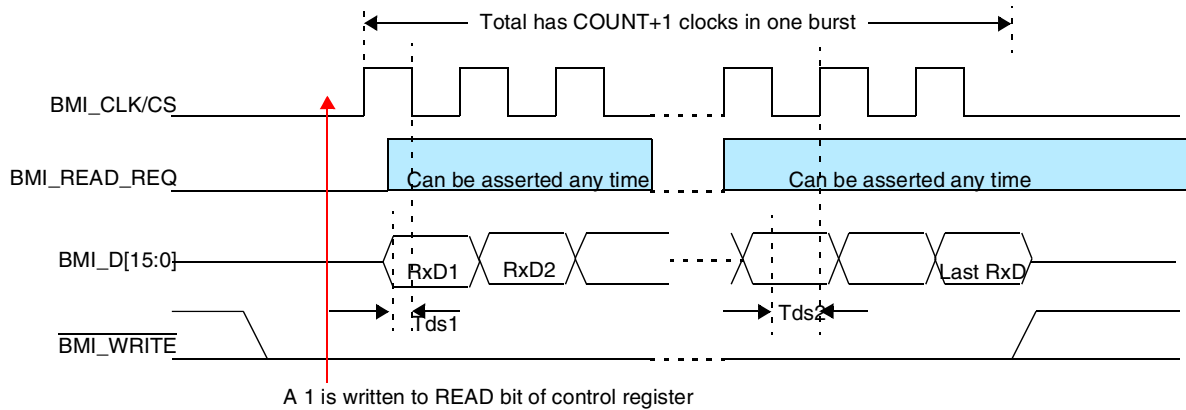 Total has COUNT+1 clocks in one burst
BMI_CLK/CS
BMI_READ_REQ
Can be asserted any time
Can be asserted any time
BMI_D[15:0]
RxD1
RxD2
Last RxD
Tds1
Tds2
BMI_WRITE
A 1 is written to READ bit of control register